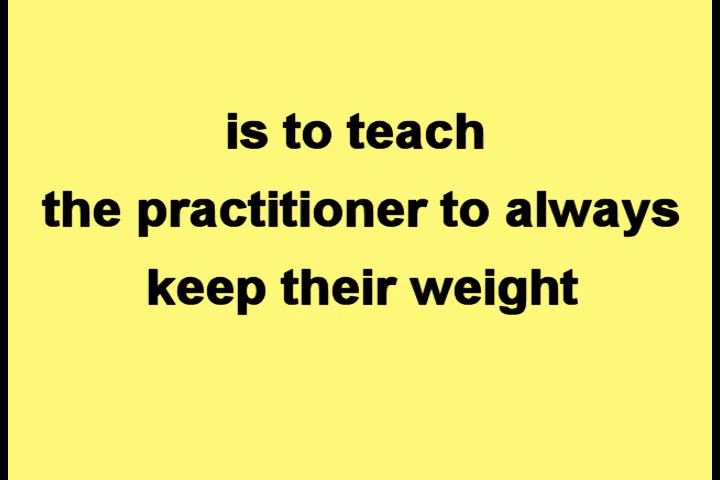 is to teach
the practitioner to always
keep their weight